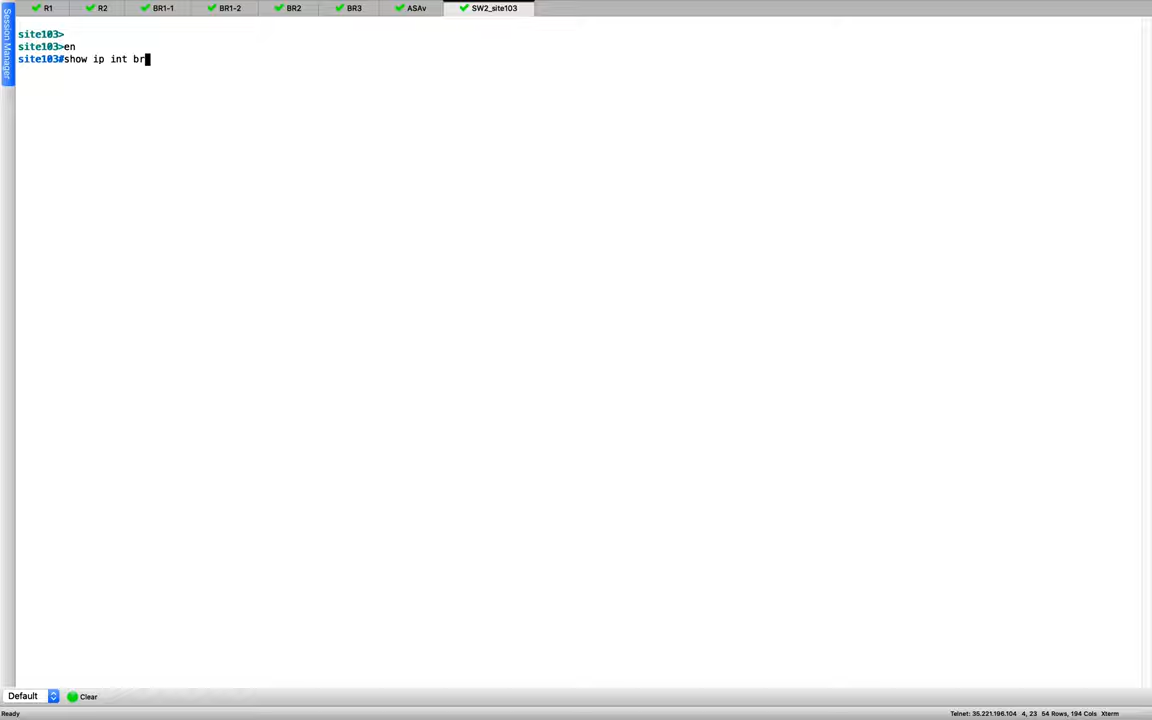 R1 R2 BR1-1 BR1-2 BR2 BR3 ASAv SW2_site103
Session Manager
site103>
site103>en
site103#show ip int br
Default Clear
Ready Telnet: 35.221.196.104 4, 23 54 Rows, 194 Cols Xterm